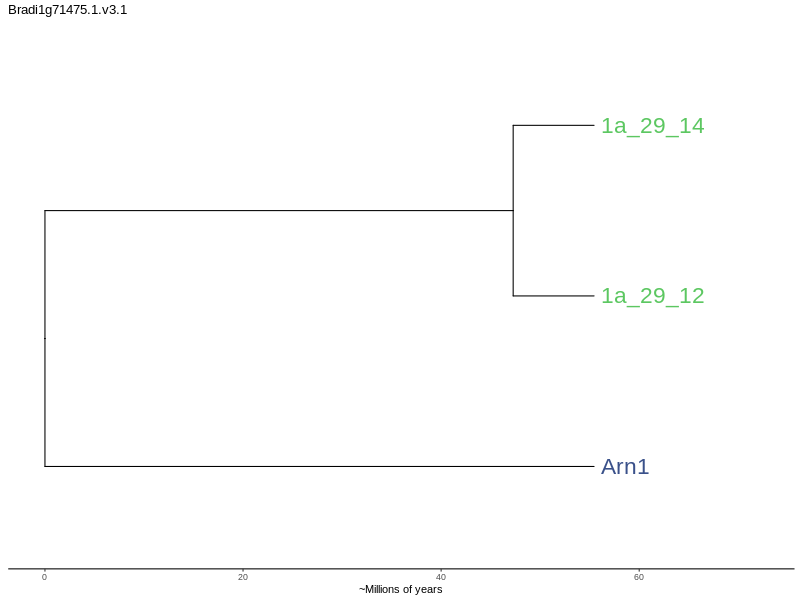 Bradi1g71475.1.v3.1
1a_29_14
1a_29_12
Arn1
0 20 40 60
~Millions of years